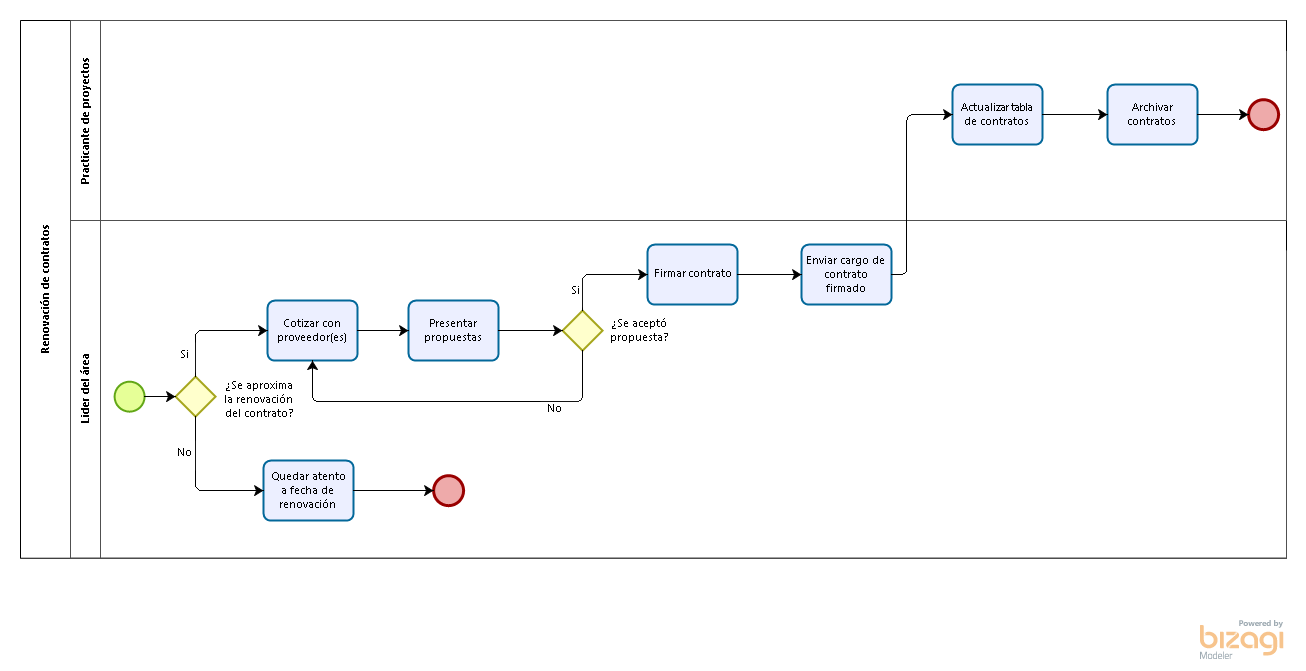 Renovación de contratos
Practicante de proyectos
Actualizar tabla
de contratos
Archivar
contratos
Lider del área
¿Se aproxima
la renovación
del contrato?
Si
No
Cotizar con
proveedor(es)
Presentar
propuestas
¿Se aceptó
propuesta?
Si
No
Firmar contrato
Enviar cargo de
contrato
firmado
Quedar atento
a fecha de
renovación
Powered by
bizagi
Modeler